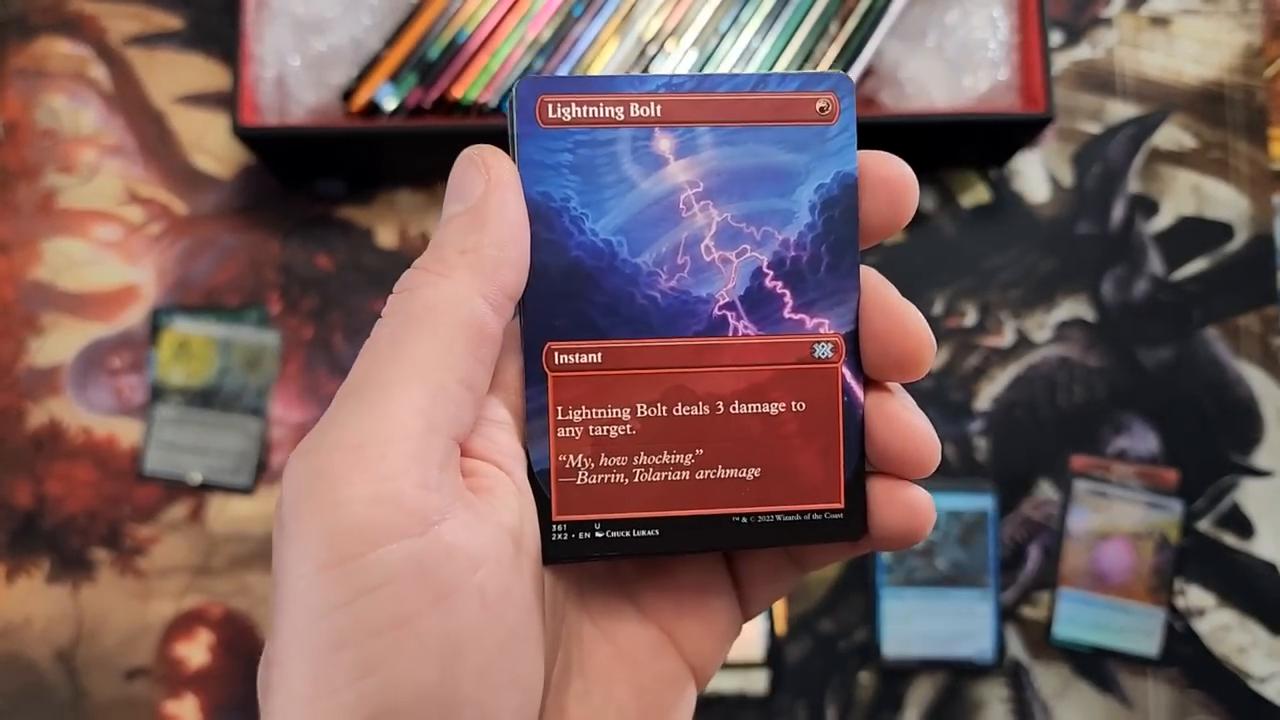 Lightning Bolt
Instant
Lightning Bolt deals 3 damage to
any target.
“My, how shocking.”
—Barrin, Tolarian archmage
361 U
2X2 • EN CHUCK LUKACS
™ & © 2022 Wizards of the Coast